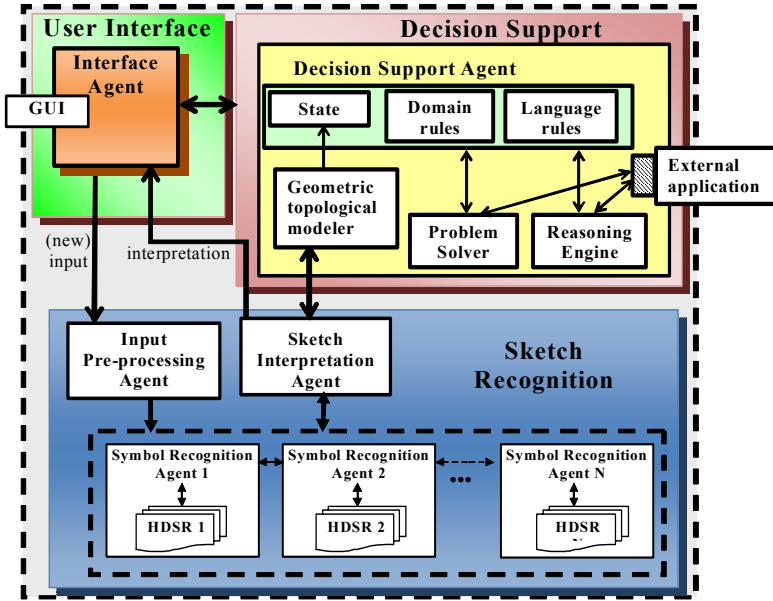 User Interface
Interface
Agent
GUI
Decision Support
Decision Support Agent
State
Domain
rules
Language
rules
External
application
Geometric
topological
modeler
Problem
Solver
Reasoning
Engine
(new)
input
interpretation
Input
Pre-processing
Agent
Sketch
Interpretation
Agent
Sketch
Recognition
Symbol Recognition
Agent 1
HDSR 1
Symbol Recognition
Agent 2
HDSR 2
...
Symbol Recognition
Agent N
HDSR